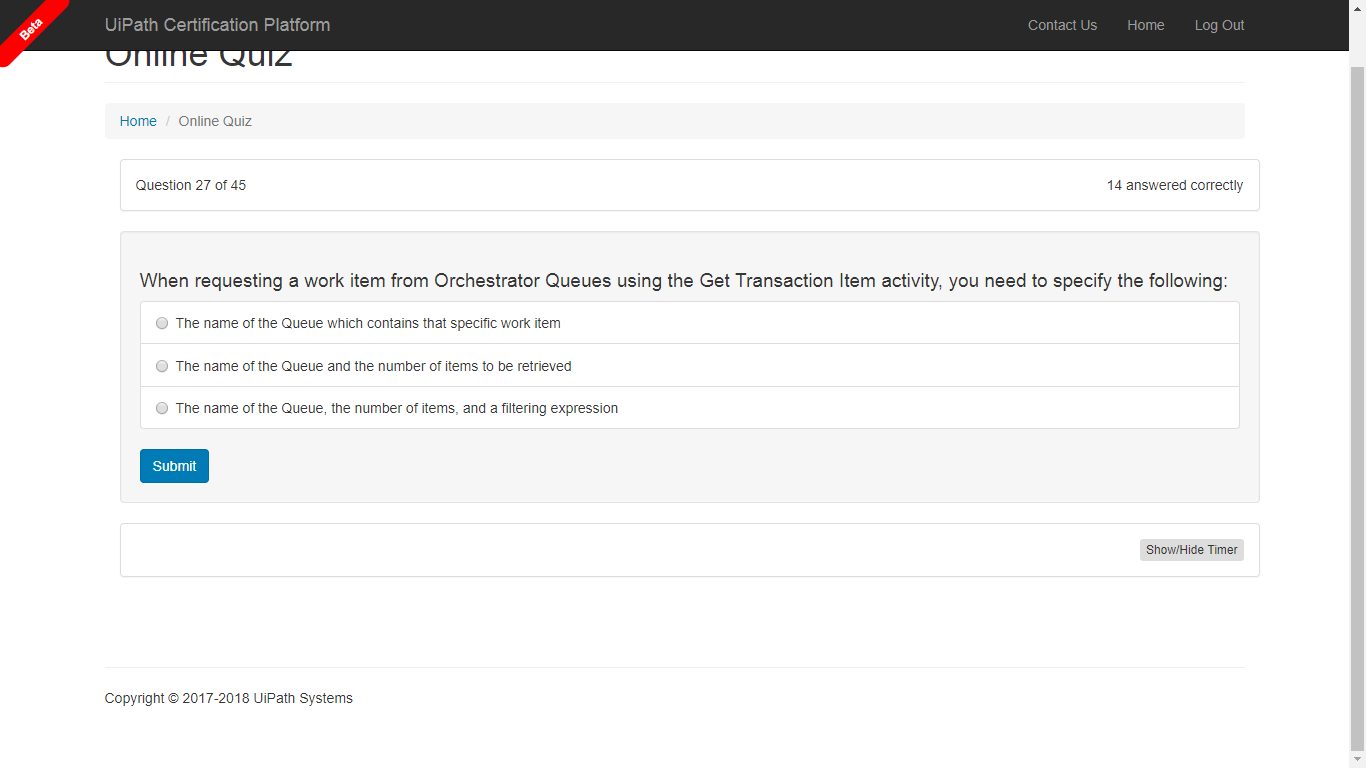 Beta
UiPath Certification Platform Contact Us Home Log Out
Online Quiz
Home / Online Quiz
Question 27 of 45 14 answered correctly
When requesting a work item from Orchestrator Queues using the Get Transaction Item activity, you need to specify the following:
The name of the Queue which contains that specific work item
The name of the Queue and the number of items to be retrieved
The name of the Queue, the number of items, and a filtering expression
Submit
Show/Hide Timer
Copyright © 2017-2018 UiPath Systems